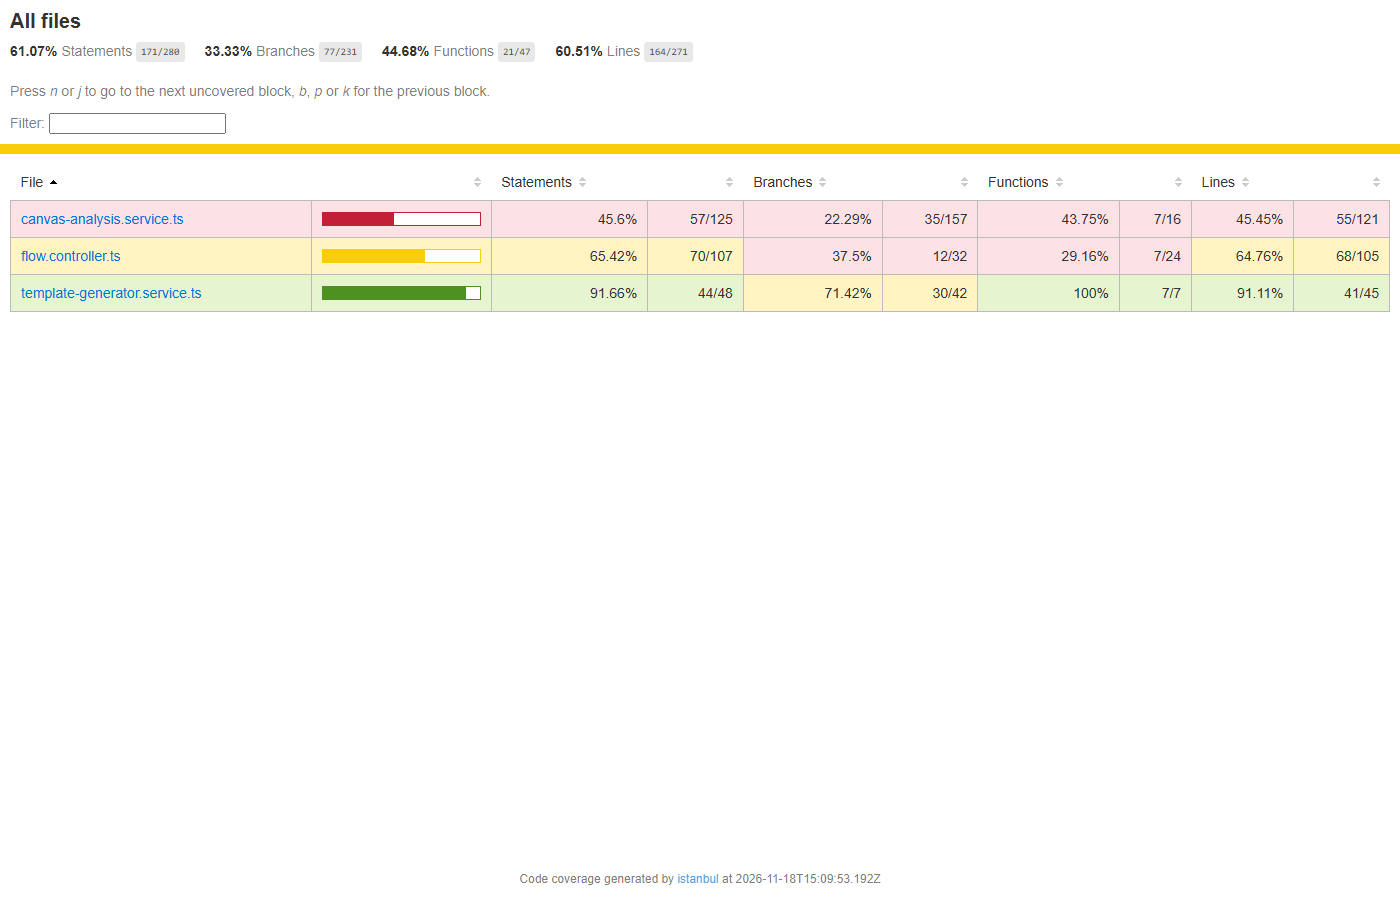 All files
61.07% Statements 171/280 33.33% Branches 77/231 44.68% Functions 21/47 60.51% Lines 164/271
Press n or j to go to the next uncovered block, b, p or k for the previous block.
Filter:
File Statements Branches Functions Lines
canvas-analysis.service.ts 45.6% 57/125 22.29% 35/157 43.75% 7/16 45.45% 55/121
flow.controller.ts 65.42% 70/107 37.5% 12/32 29.16% 7/24 64.76% 68/105
template-generator.service.ts 91.66% 44/48 71.42% 30/42 100% 7/7 91.11% 41/45
Code coverage generated by istanbul at 2026-11-18T15:09:53.192Z